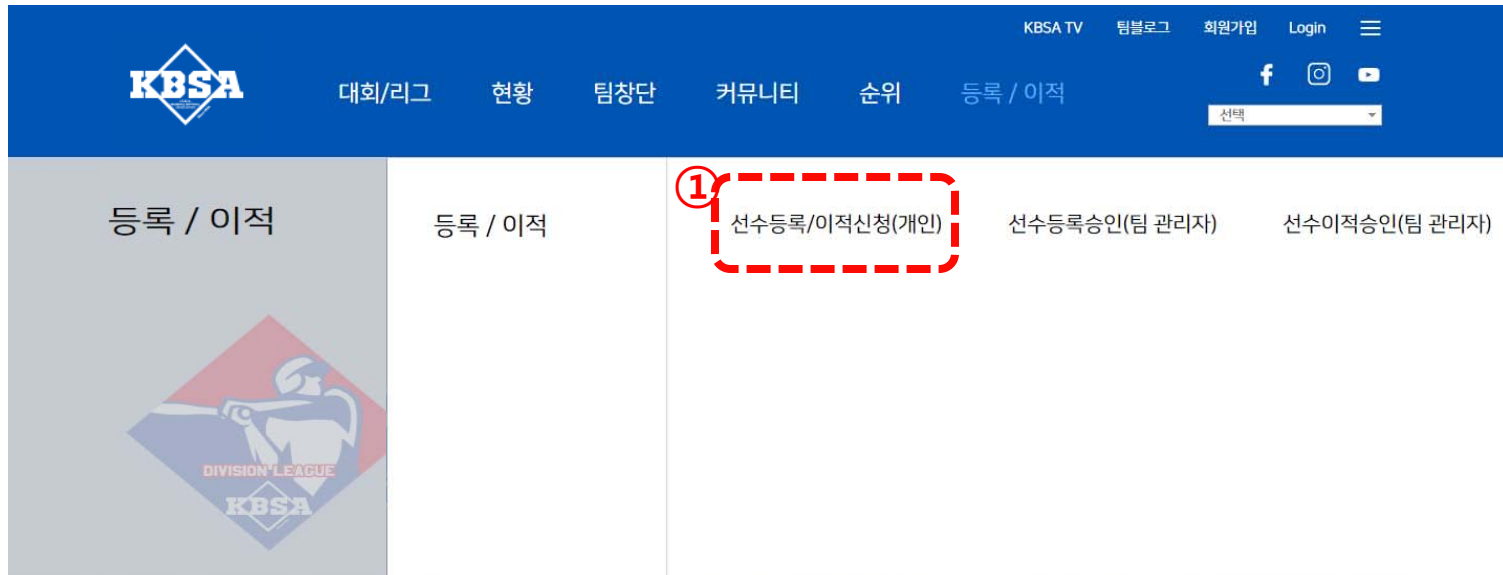 KBSA TV 팀블로그 회원가입 Login
KBSA
대회/리그 현황 팀창단 커뮤니티 순위 등록 / 이적
선택
등록 / 이적
등록 / 이적
①
선수등록/이적신청(개인) 선수등록승인(팀 관리자) 선수이적승인(팀 관리자)
DIVISION LEAGUE
KBSA